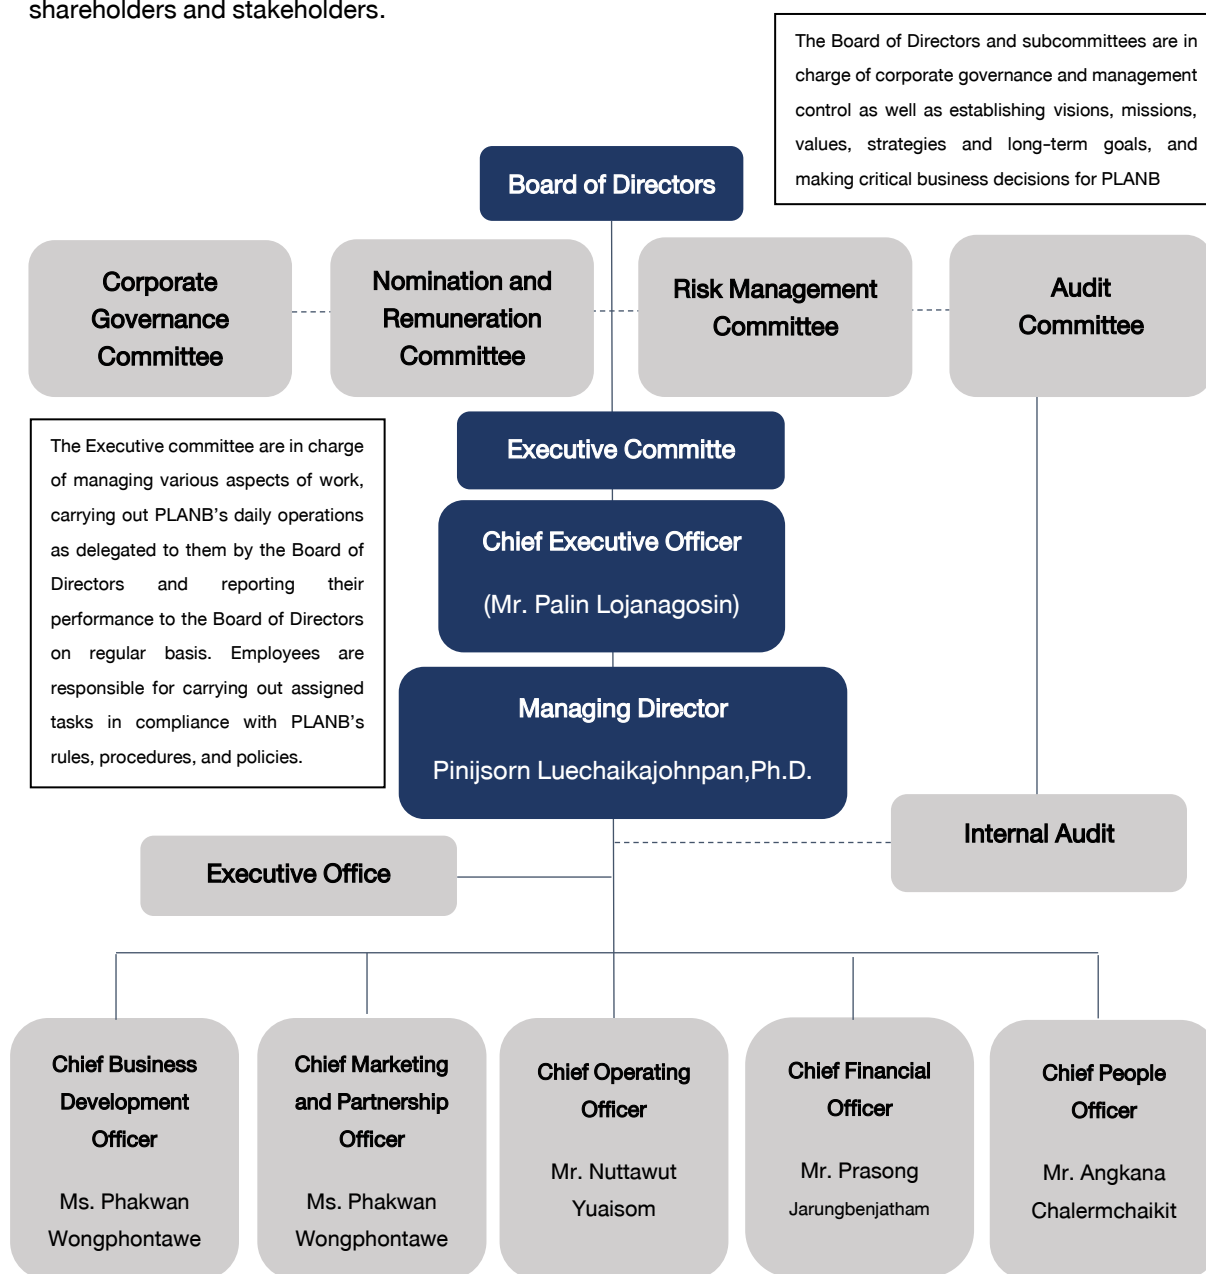 shareholders and stakeholders.
The Board of Directors and subcommittees are in
charge of corporate governance and management
control as well as establishing visions, missions,
values, strategies and long-term goals, and
making critical business decisions for PLANB
Board of Directors
Corporate
Governance
Committee
Nomination and
Remuneration
Committee
Risk Management
Committee
Audit
Committee
The Executive committee are in charge
of managing various aspects of work,
carrying out PLANB’s daily operations
as delegated to them by the Board of
Directors and reporting their
performance to the Board of Directors
on regular basis. Employees are
responsible for carrying out assigned
tasks in compliance with PLANB’s
rules, procedures, and policies.
Executive Committe
Chief Executive Officer
(Mr. Palin Lojanagosin)
Managing Director
Pinijsorn Luechaikajohnpan,Ph.D.
Internal Audit
Executive Office
Chief Business
Development
Officer
Ms. Phakwan
Wongphontawe
Chief Marketing
and Partnership
Officer
Ms. Phakwan
Wongphontawe
Chief Operating
Officer
Mr. Nuttawut
Yuaisom
Chief Financial
Officer
Mr. Prasong
Jarungbenjatham
Chief People
Officer
Mr. Angkana
Chalermchaikit